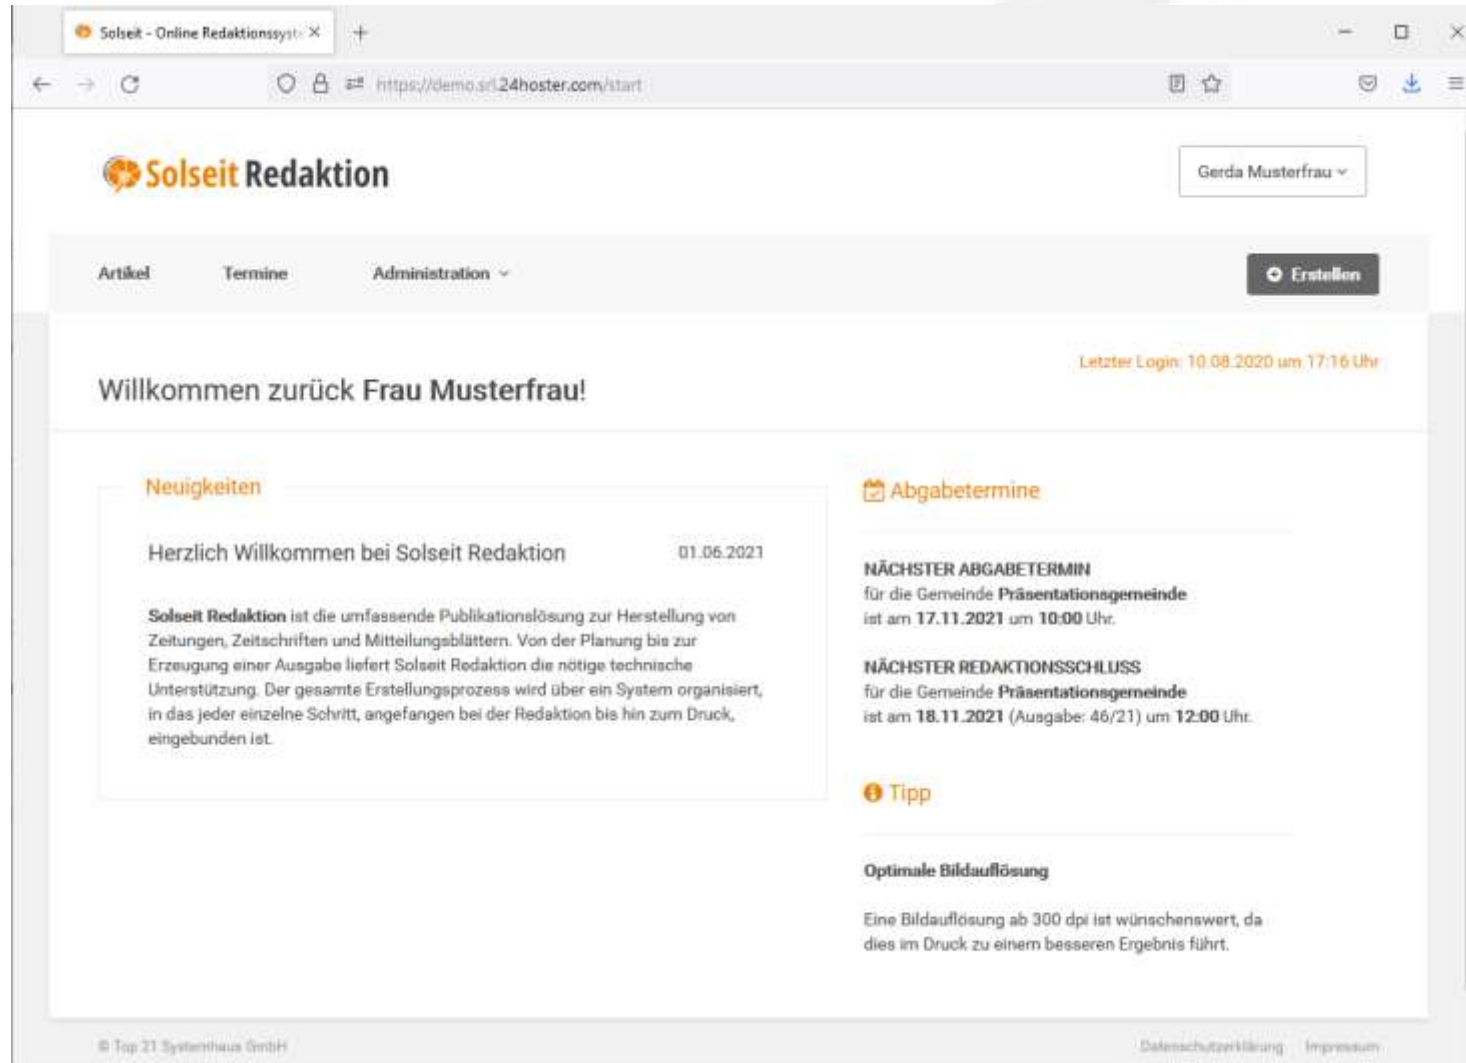 Solseit - Online Redaktionssyst
https://demo.srl.24hoster.com/start
Solseit Redaktion
Gerda Musterfrau
Artikel Termine Administration Erstellen
Letzter Login: 10.08.2020 um 17:16 Uhr
Willkommen zurück Frau Musterfrau!
Neuigkeiten
Herzlich Willkommen bei Solseit Redaktion 01.06.2021
Solseit Redaktion ist die umfassende Publikationslösung zur Herstellung von
Zeitungen, Zeitschriften und Mitteilungsblättern. Von der Planung bis zur
Erzeugung einer Ausgabe liefert Solseit Redaktion die nötige technische
Unterstützung. Der gesamte Erstellungsprozess wird über ein System organisiert,
in das jeder einzelne Schritt, angefangen bei der Redaktion bis hin zum Druck,
eingebunden ist.
Abgabetermine
NÄCHSTER ABGABETERMIN
für die Gemeinde Präsentationsgemeinde
ist am 17.11.2021 um 10:00 Uhr.
NÄCHSTER REDAKTIONSSCHLUSS
für die Gemeinde Präsentationsgemeinde
ist am 18.11.2021 (Ausgabe: 46/21) um 12:00 Uhr.
Tipp
Optimale Bildauflösung
Eine Bildauflösung ab 300 dpi ist wünschenswert, da
dies im Druck zu einem besseren Ergebnis führt.
© Top 21 Systemhaus GmbH Datenschutzerklärung Impressum